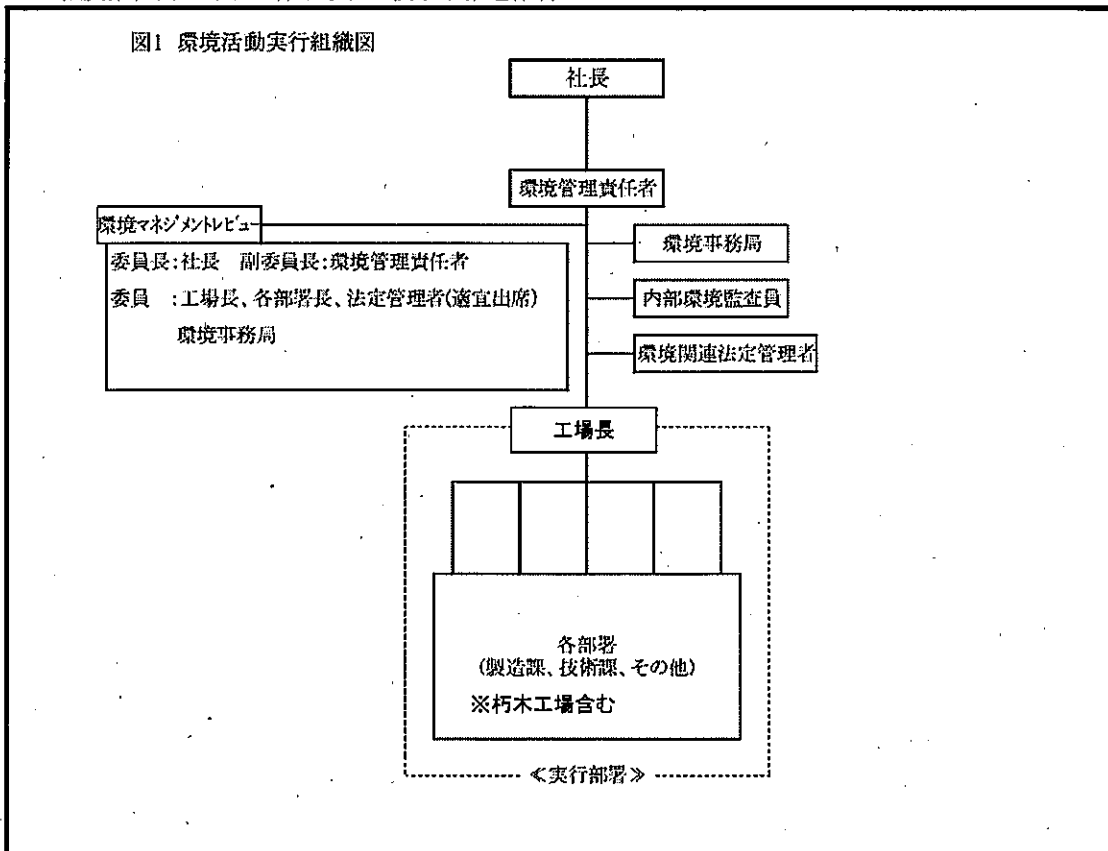 図1 環境活動実行組織図
社長
環境管理責任者
環境マネジメントレビュー
環境事務局
委員長:社長 副委員長:環境管理責任者
委員 :工場長、各部署長、法定管理者(適宜出席)
環境事務局
内部環境監査員
環境関連法定管理者
工場長
各部署
(製造課、技術課、その他)
※朽木工場含む
≪実行部署≫